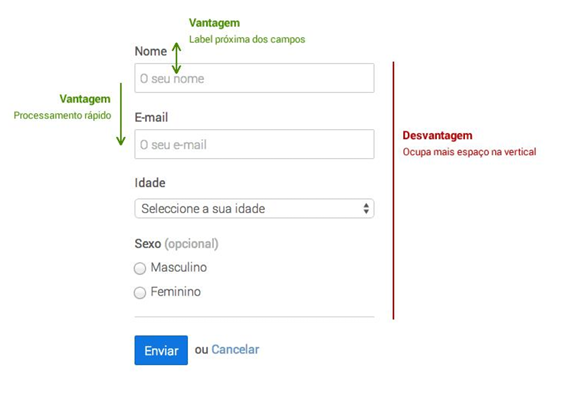 Vantagem
Label próxima dos campos
Nome
O seu nome
Vantagem
Processamento rápido
E-mail
O seu e-mail
Desvantagem
Ocupa mais espaço na vertical
Idade
Seleccione a sua idade
Sexo (opcional)
Masculino
Feminino
Enviar ou Cancelar